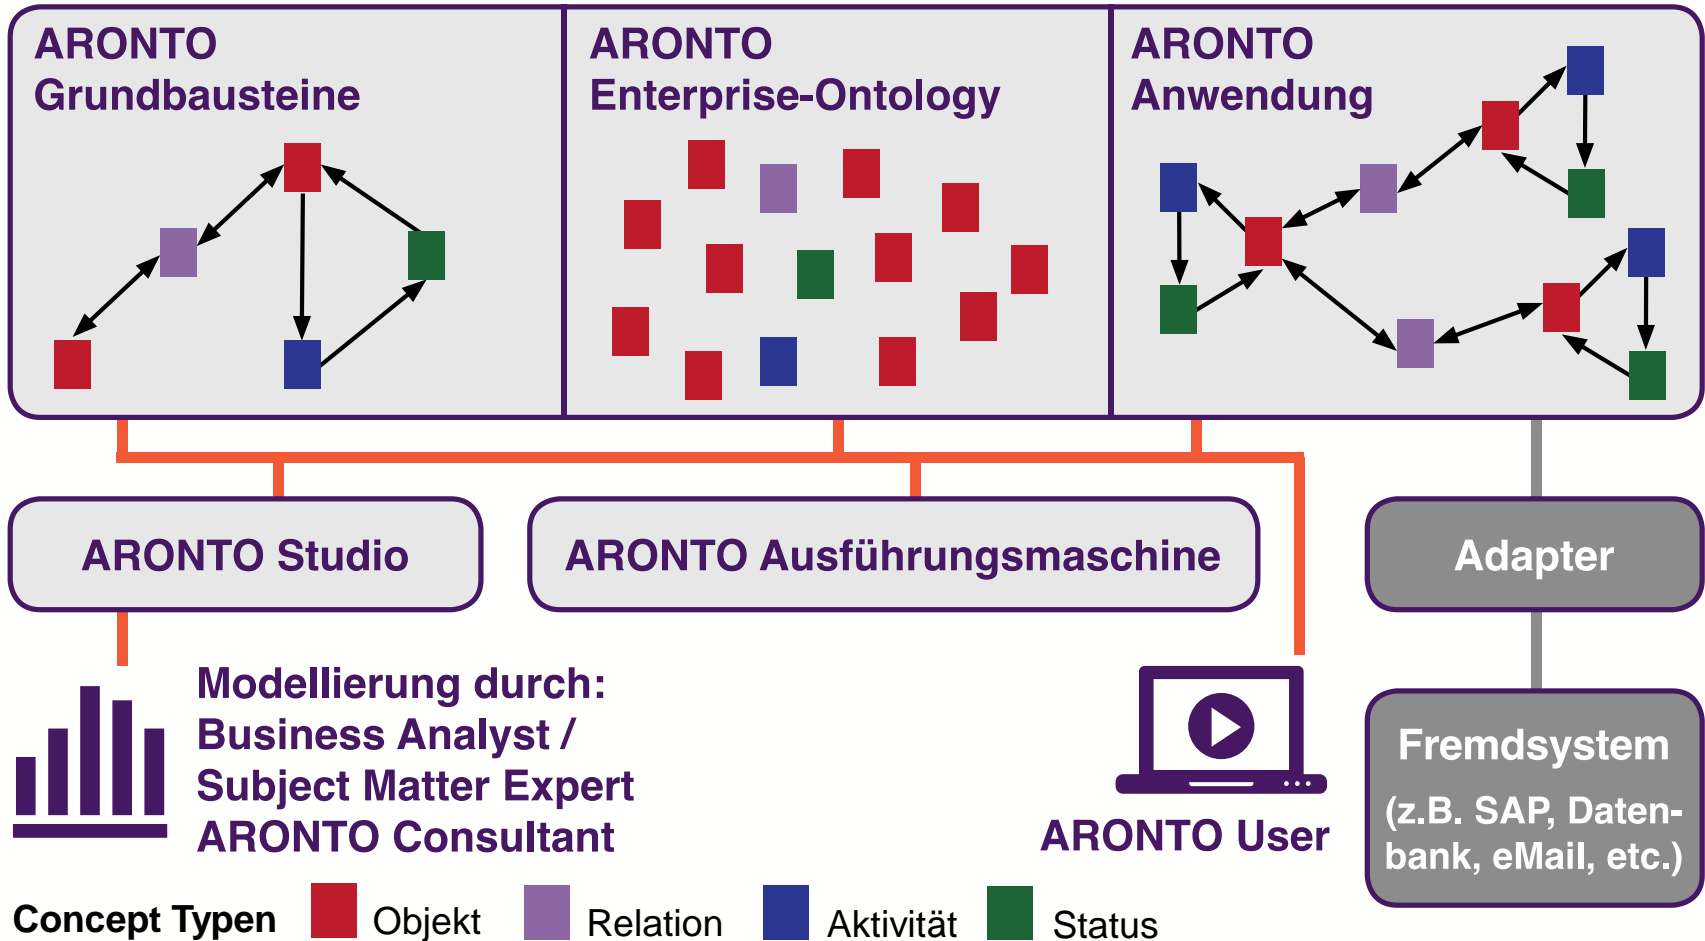 ARONTO
Grundbausteine
ARONTO
Enterprise-Ontology
ARONTO
Anwendung
ARONTO Studio
ARONTO Ausführungsmaschine
Adapter
Modellierung durch:
Business Analyst /
Subject Matter Expert
ARONTO Consultant
ARONTO User
Fremdsystem
(z.B. SAP, Daten-
bank, eMail, etc.)
Concept Typen Objekt Relation Aktivität Status